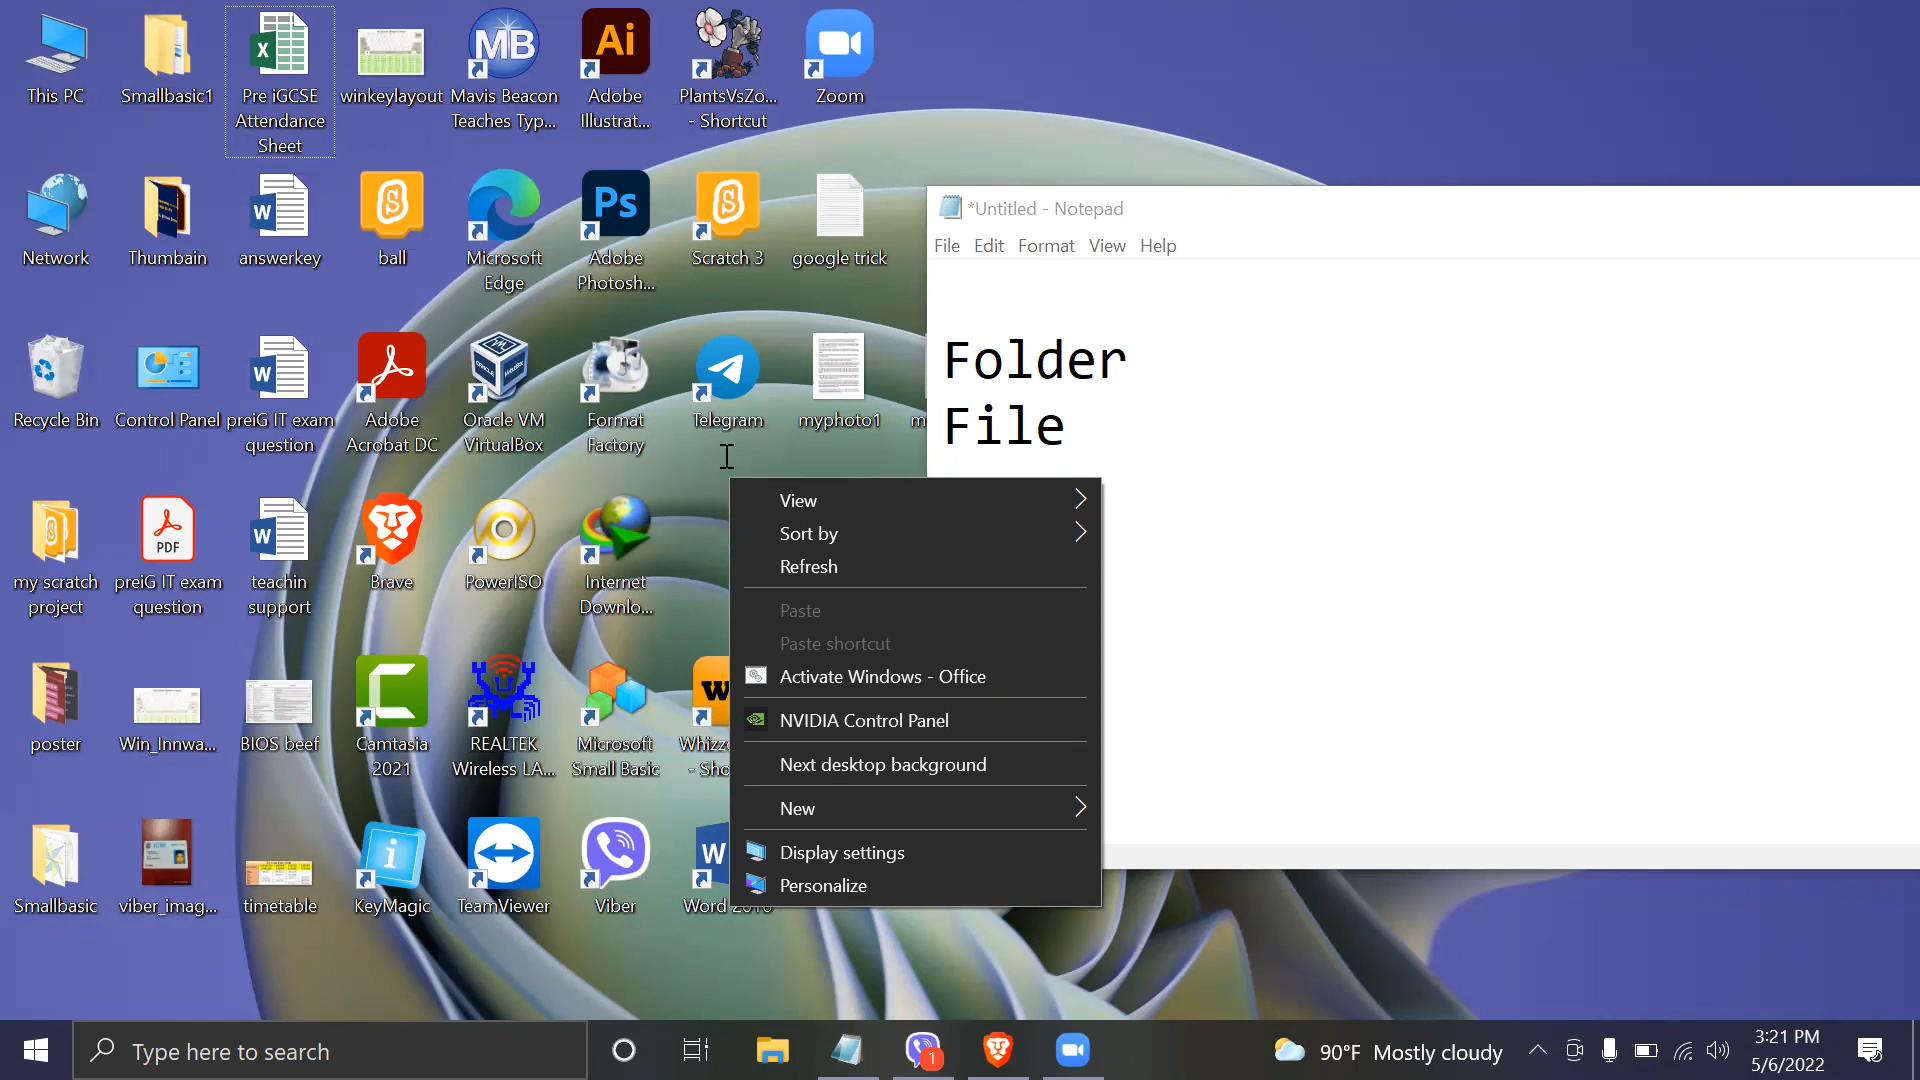 This PC
Smallbasic1
Pre iGCSE
Attendance
Sheet
winkeylayout
MB
Mavis Beacon
Teaches Typ...
Ai
Adobe
Illustrat...
PlantsVsZo...
- Shortcut
Zoom
Network
Thumbain
answerkey
ball
Microsoft
Edge
Ps
Adobe
Photosh...
Scratch 3
google trick
Recycle Bin
Control Panel
preiG IT exam
question
Adobe
Acrobat DC
Oracle VM
VirtualBox
Format
Factory
Telegram
myphoto1
m
my scratch
project
PDF
preiG IT exam
question
teachin
support
Brave
PowerISO
Internet
Downlo...
poster
Win_Innwa...
BIOS beef
Camtasia
2021
REALTEK
Wireless LA...
Microsoft
Small Basic
Whizz
- Sho
Smallbasic
viber_imag...
timetable
KeyMagic
TeamViewer
Viber
Word 2016
*Untitled - Notepad
File Edit Format View Help
Folder
File
View
Sort by
Refresh
Paste
Paste shortcut
Activate Windows - Office
NVIDIA Control Panel
Next desktop background
New
Display settings
Personalize
Type here to search
1
90°F Mostly cloudy
3:21 PM
5/6/2022